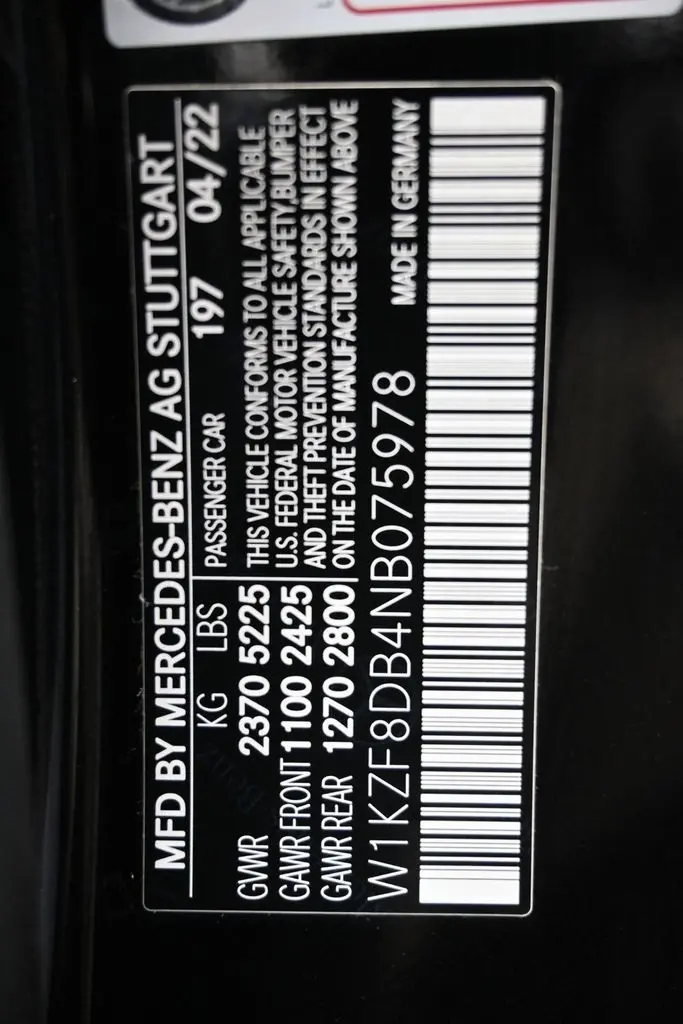 MFD BY MERCEDES-BENZ AG STUTTGART
KG LBS PASSENGER CAR 197 04/22
GVWR 2370 5225 THIS VEHICLE CONFORMS TO ALL APPLICABLE
GAWR FRONT 1100 2425 U.S. FEDERAL MOTOR VEHICLE SAFETY,BUMPER
GAWR REAR 1270 2800 AND THEFT PREVENTION STANDARDS IN EFFECT
ON THE DATE OF MANUFACTURE SHOWN ABOVE
W1KZF8DB4NB075978 MADE IN GERMANY